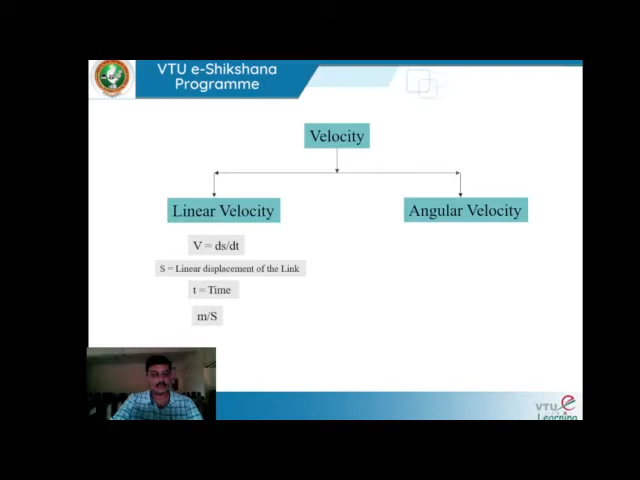 VTU e-Shikshana
Programme
Velocity
Linear Velocity
Angular Velocity
V = ds/dt
S = Linear displacement of the Link
t = Time
m/S
VTU e
Learning